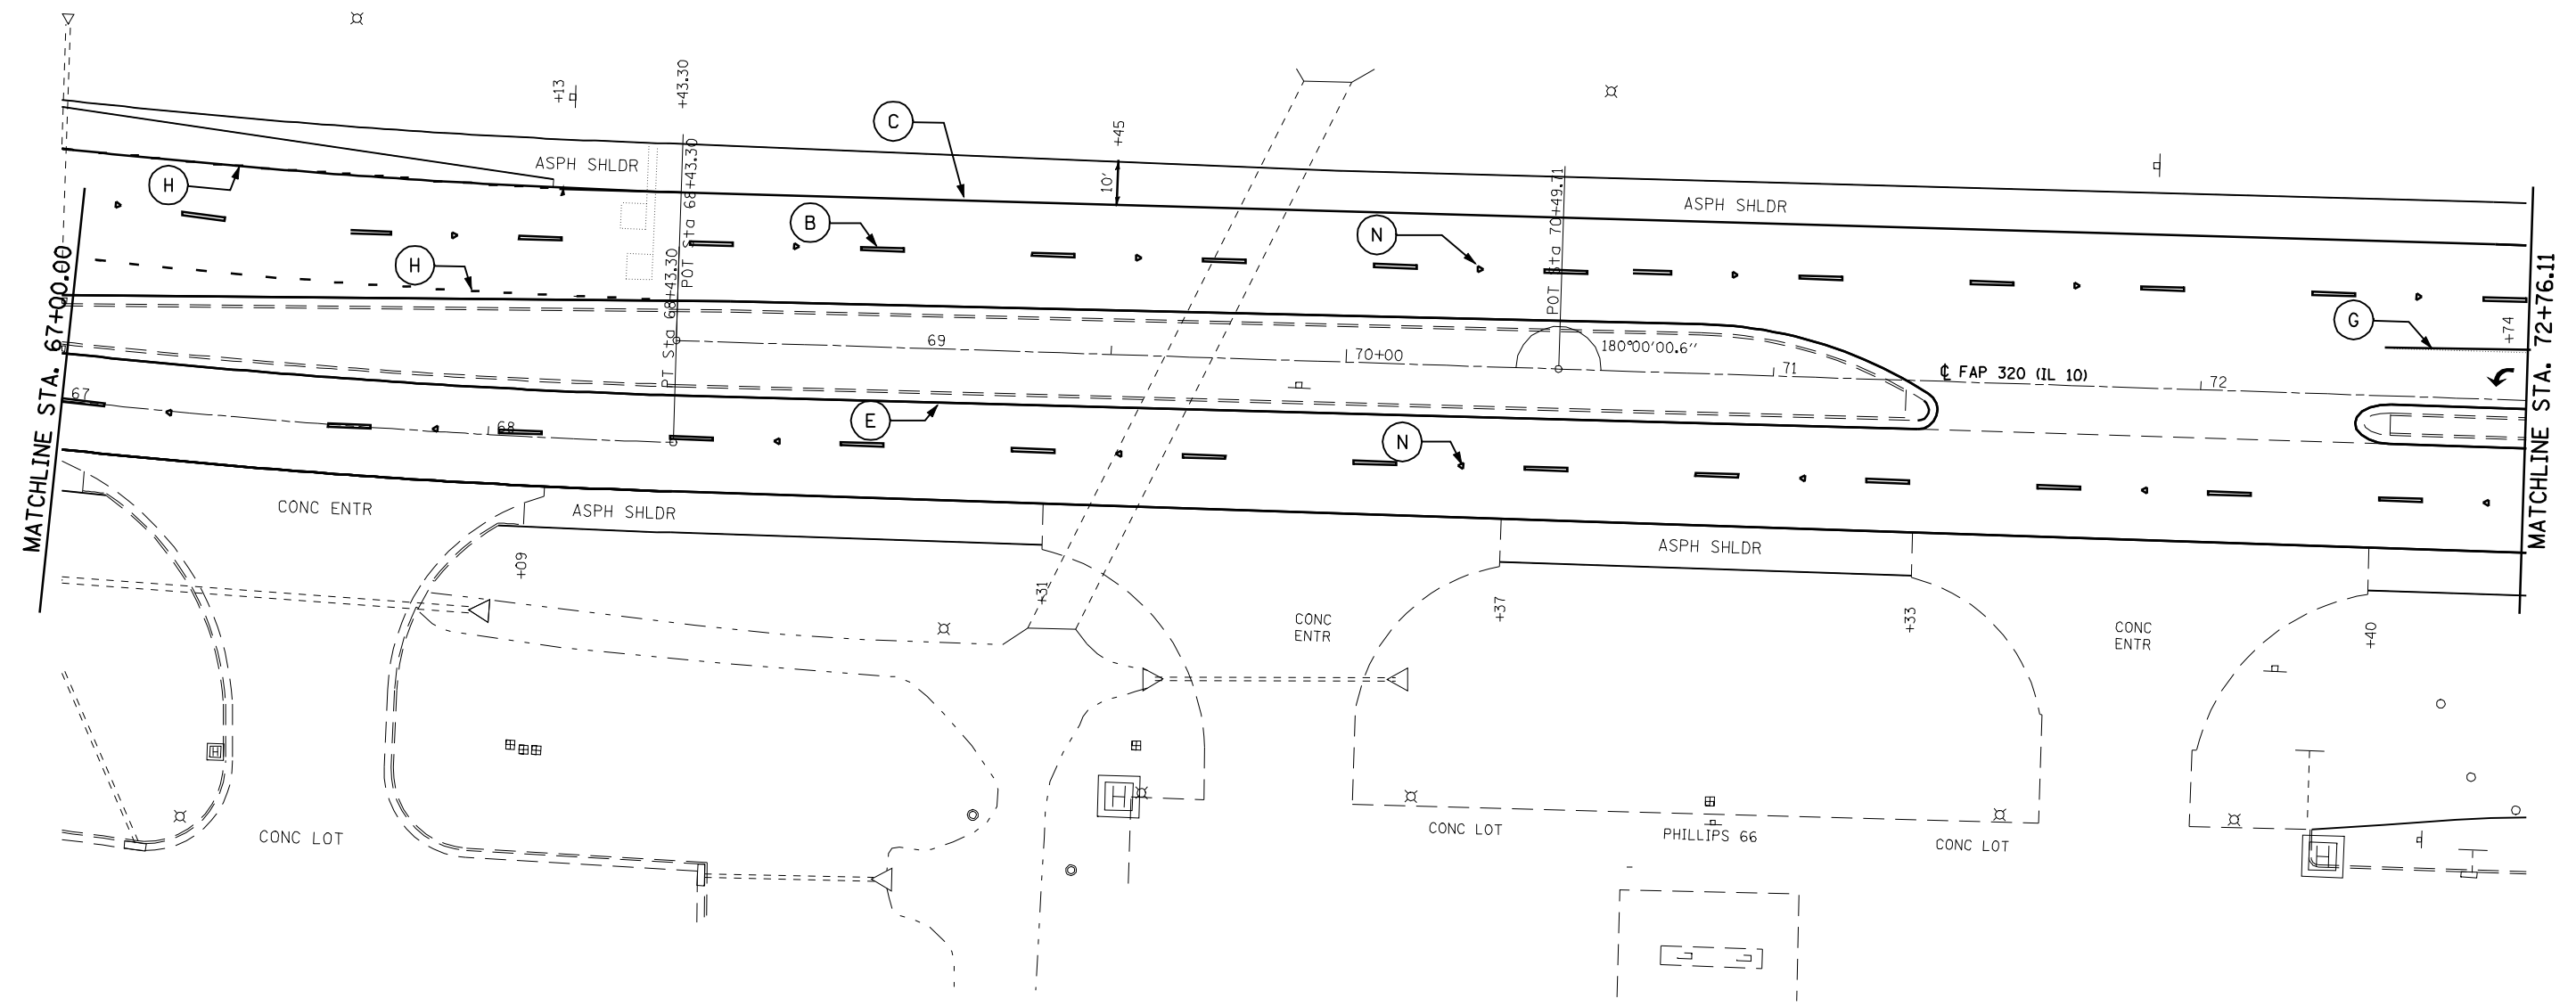 +13
+43.30
C
+45
ASPH SHLDR
H
10'
ASPH SHLDR
B
N
H
POT Sta 68+43.30
PT Sta 68+43.30
POT Sta 70+49.71
G
+74
69
70+00
180°00'00.6"
71
℄ FAP 320 (IL 10)
72
MATCHLINE STA. 67+00.00
MATCHLINE STA. 72+76.11
67
68
E
N
CONC ENTR
ASPH SHLDR
ASPH SHLDR
+09
+31
+37
+33
+40
CONC
ENTR
CONC
ENTR
H
H
H
CONC LOT
CONC LOT
PHILLIPS 66
CONC LOT